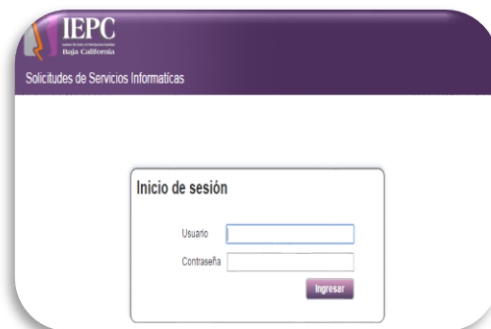 IEPC
Baja California
Solicitudes de Servicios Informaticas
Inicio de sesión
Usuario
Contraseña
Ingresar